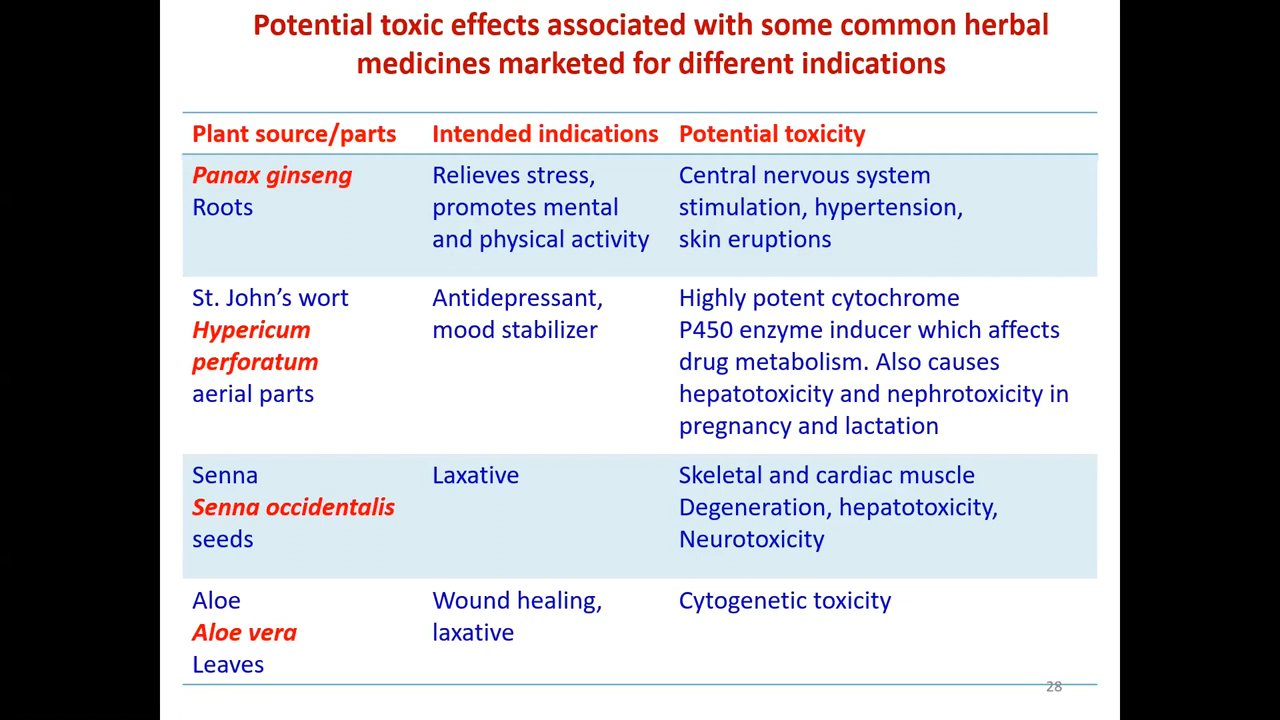 Potential toxic effects associated with some common herbal
medicines marketed for different indications
Plant source/parts Intended indications Potential toxicity
Panax ginseng
Roots
Relieves stress,
promotes mental
and physical activity
Central nervous system
stimulation, hypertension,
skin eruptions
St. John’s wort
Hypericum
perforatum
aerial parts
Antidepressant,
mood stabilizer
Highly potent cytochrome
P450 enzyme inducer which affects
drug metabolism. Also causes
hepatotoxicity and nephrotoxicity in
pregnancy and lactation
Senna
Senna occidentalis
seeds
Laxative
Skeletal and cardiac muscle
Degeneration, hepatotoxicity,
Neurotoxicity
Aloe
Aloe vera
Leaves
Wound healing,
laxative
Cytogenetic toxicity
28